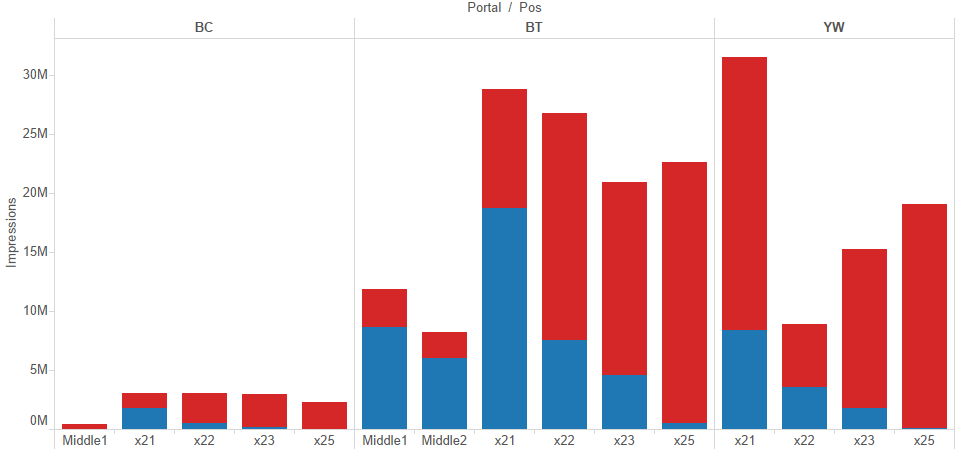 Portal / Pos
BC BT YW
Impressions
30M
25M
20M
15M
10M
5M
0M
Middle1 x21 x22 x23 x25 Middle1 Middle2 x21 x22 x23 x25 x21 x22 x23 x25